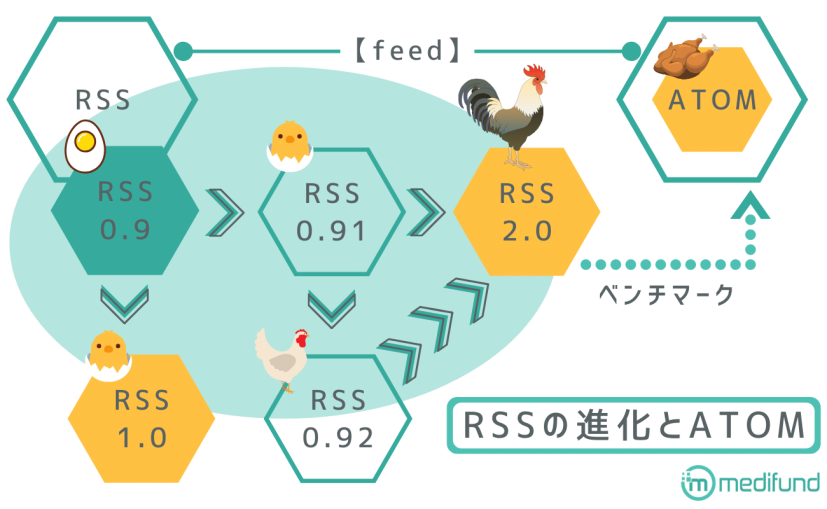 【feed】
RSS
ATOM
RSS
0.9
RSS
0.91
RSS
2.0
ベンチマーク
RSS
1.0
RSS
0.92
RSSの進化とATOM
m medifund